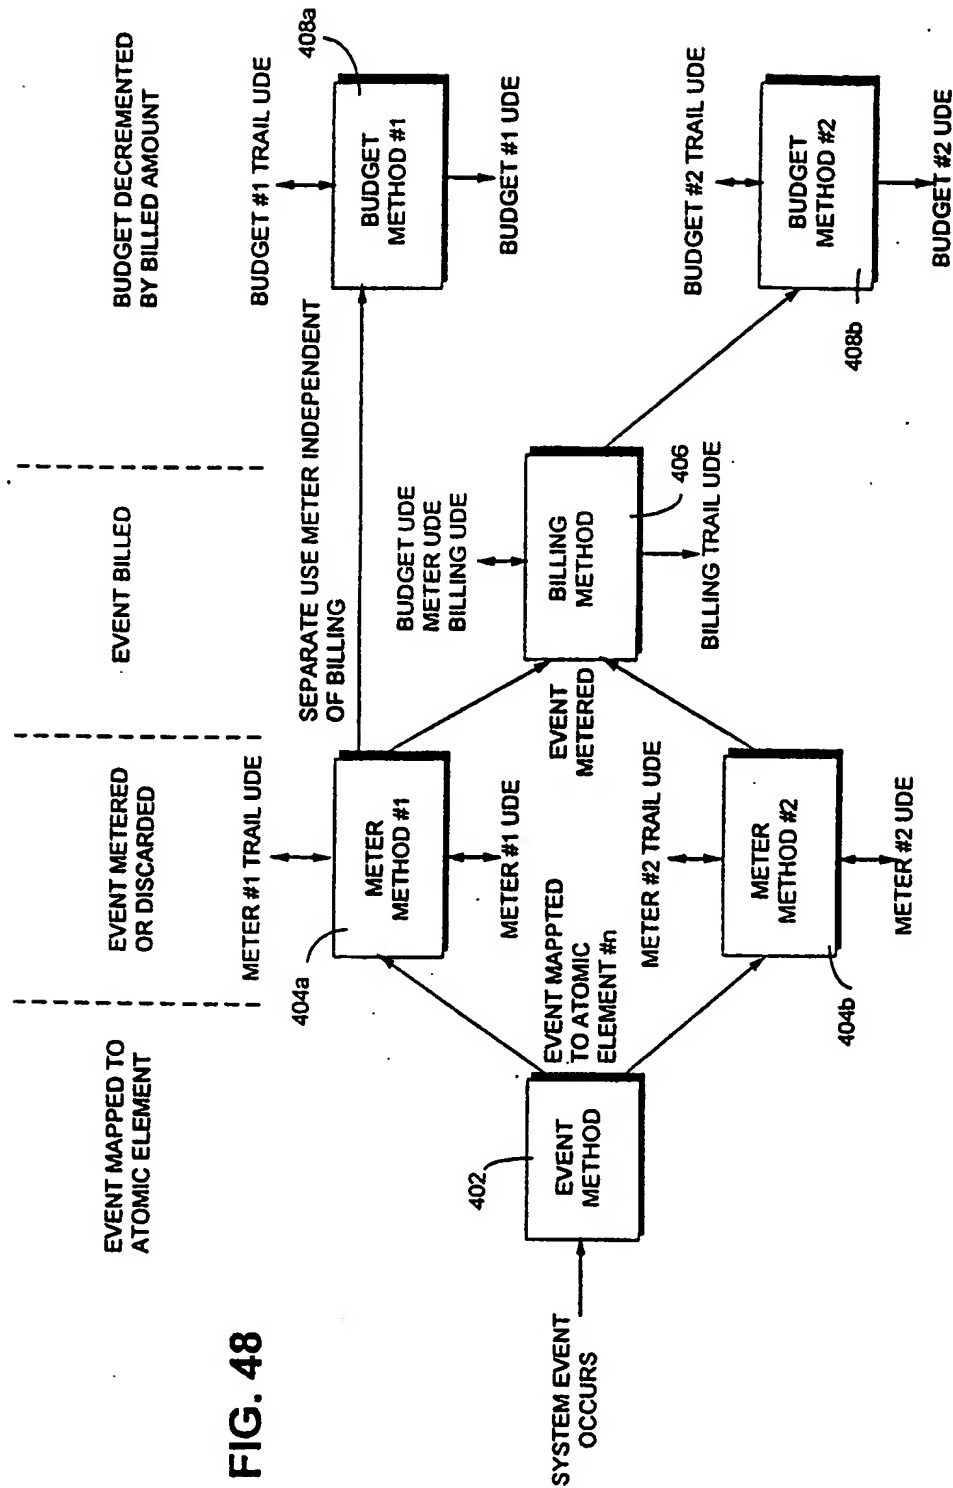 FIG. 48
EVENT MAPPED TO
ATOMIC ELEMENT
EVENT METERED
OR DISCARDED
EVENT BILLED
BUDGET DECREMENTED
BY BILLED AMOUNT
SYSTEM EVENT
OCCURS
402
EVENT
METHOD
EVENT MAPPTED
TO ATOMIC
ELEMENT #n
404a
METER #1 TRAIL UDE
METER
METHOD #1
METER #1 UDE
METER #2 TRAIL UDE
METER
METHOD #2
404b
METER #2 UDE
SEPARATE USE METER INDEPENDENT
OF BILLING
EVENT
METERED
BUDGET UDE
METER UDE
BILLING UDE
BILLING
METHOD
406
BILLING TRAIL UDE
408a
BUDGET #1 TRAIL UDE
BUDGET
METHOD #1
BUDGET #1 UDE
BUDGET #2 TRAIL UDE
BUDGET
METHOD #2
408b
BUDGET #2 UDE